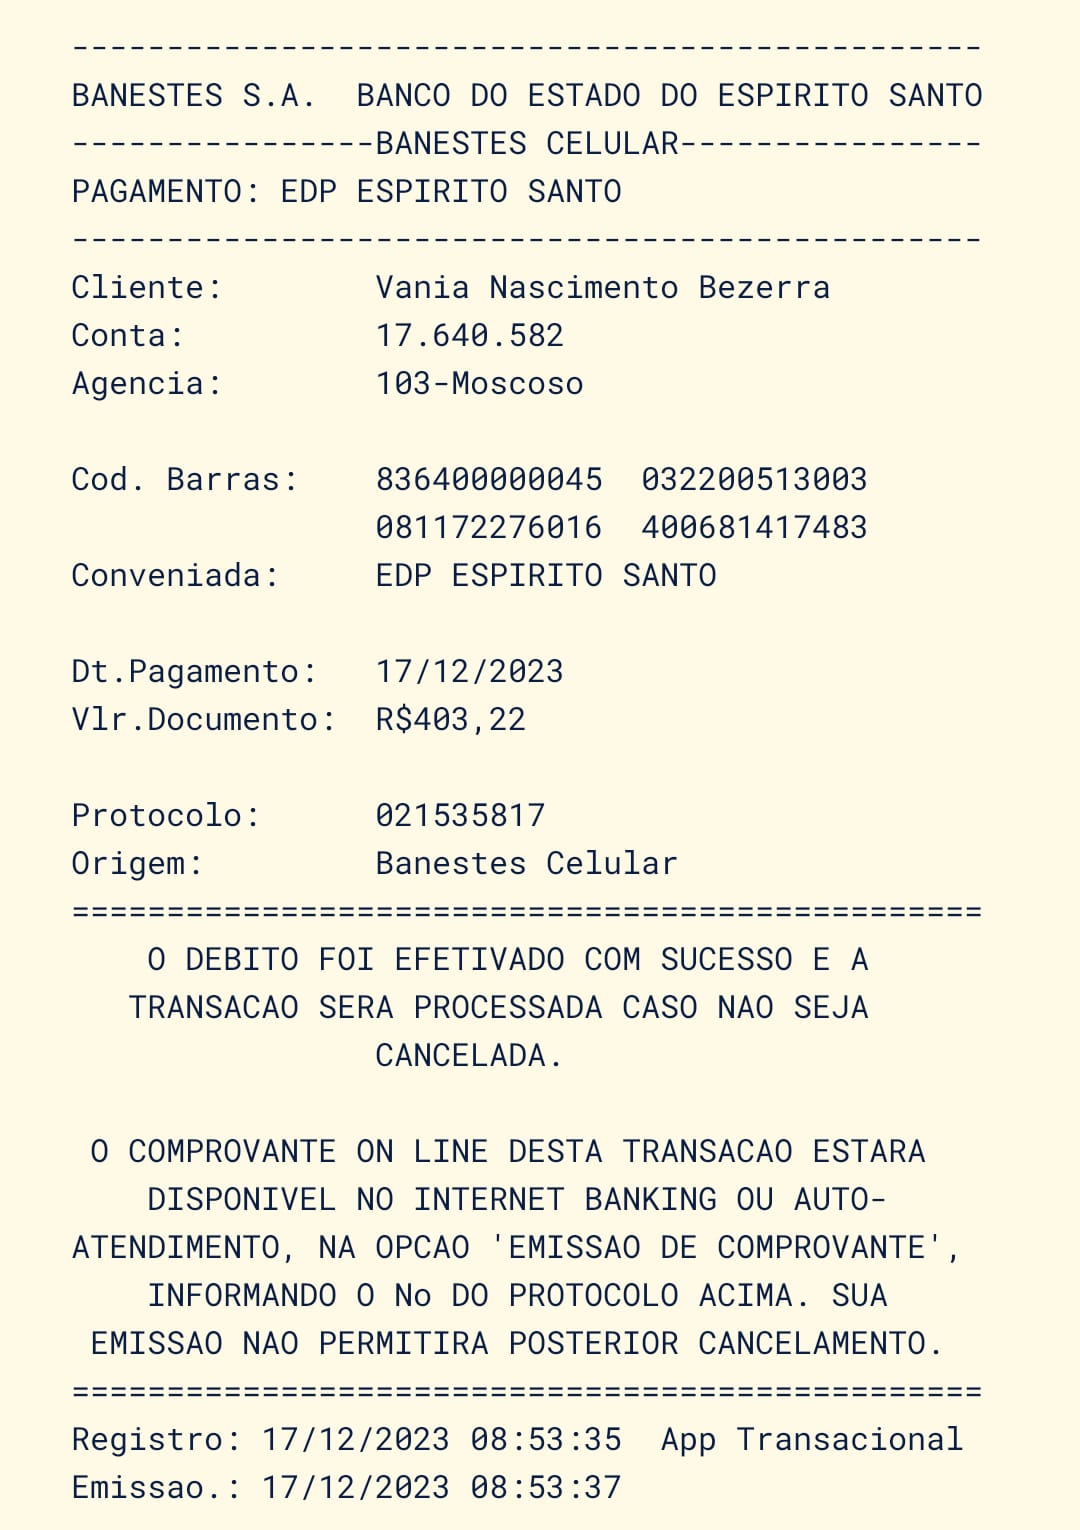 ------------------------------------------------
BANESTES S.A.  BANCO DO ESTADO DO ESPIRITO SANTO
----------------BANESTES CELULAR----------------
PAGAMENTO: EDP ESPIRITO SANTO
------------------------------------------------
Cliente:        Vania Nascimento Bezerra
Conta:          17.640.582
Agencia:        103-Moscoso
Cod. Barras:    836400000045  032200513003
                081172276016  400681417483
Conveniada:     EDP ESPIRITO SANTO
Dt.Pagamento:   17/12/2023
Vlr.Documento:  R$403,22
Protocolo:      021535817
Origem:         Banestes Celular
================================================
O DEBITO FOI EFETIVADO COM SUCESSO E A
TRANSACAO SERA PROCESSADA CASO NAO SEJA
CANCELADA.
O COMPROVANTE ON LINE DESTA TRANSACAO ESTARA
DISPONIVEL NO INTERNET BANKING OU AUTO-
ATENDIMENTO, NA OPCAO 'EMISSAO DE COMPROVANTE',
INFORMANDO O No DO PROTOCOLO ACIMA. SUA
EMISSAO NAO PERMITIRA POSTERIOR CANCELAMENTO.
================================================
Registro: 17/12/2023 08:53:35  App Transacional
Emissao.: 17/12/2023 08:53:37